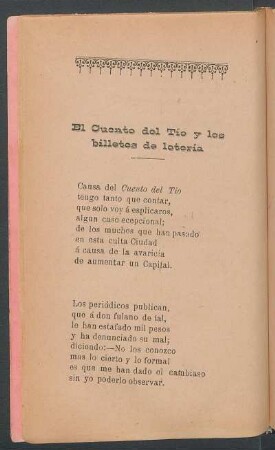 El Cuento del Tío y los
billetes de lotería
Causa del Cuento del Tío
tengo tanto que contar,
que solo voy á esplicaros,
algun caso ecepcional;
de los muchos que han pasado
en esta culta Ciudad
á causa de la avaricia
de aumentar un Capital.
Los periódicos publican,
que á don fulano de tal,
le han estafado mil pesos
y ha denunciado su mal;
diciendo:—No los conozco
mas lo cierto y lo formal
es que me han dado el cambiaso
sin yo poderlo observar.